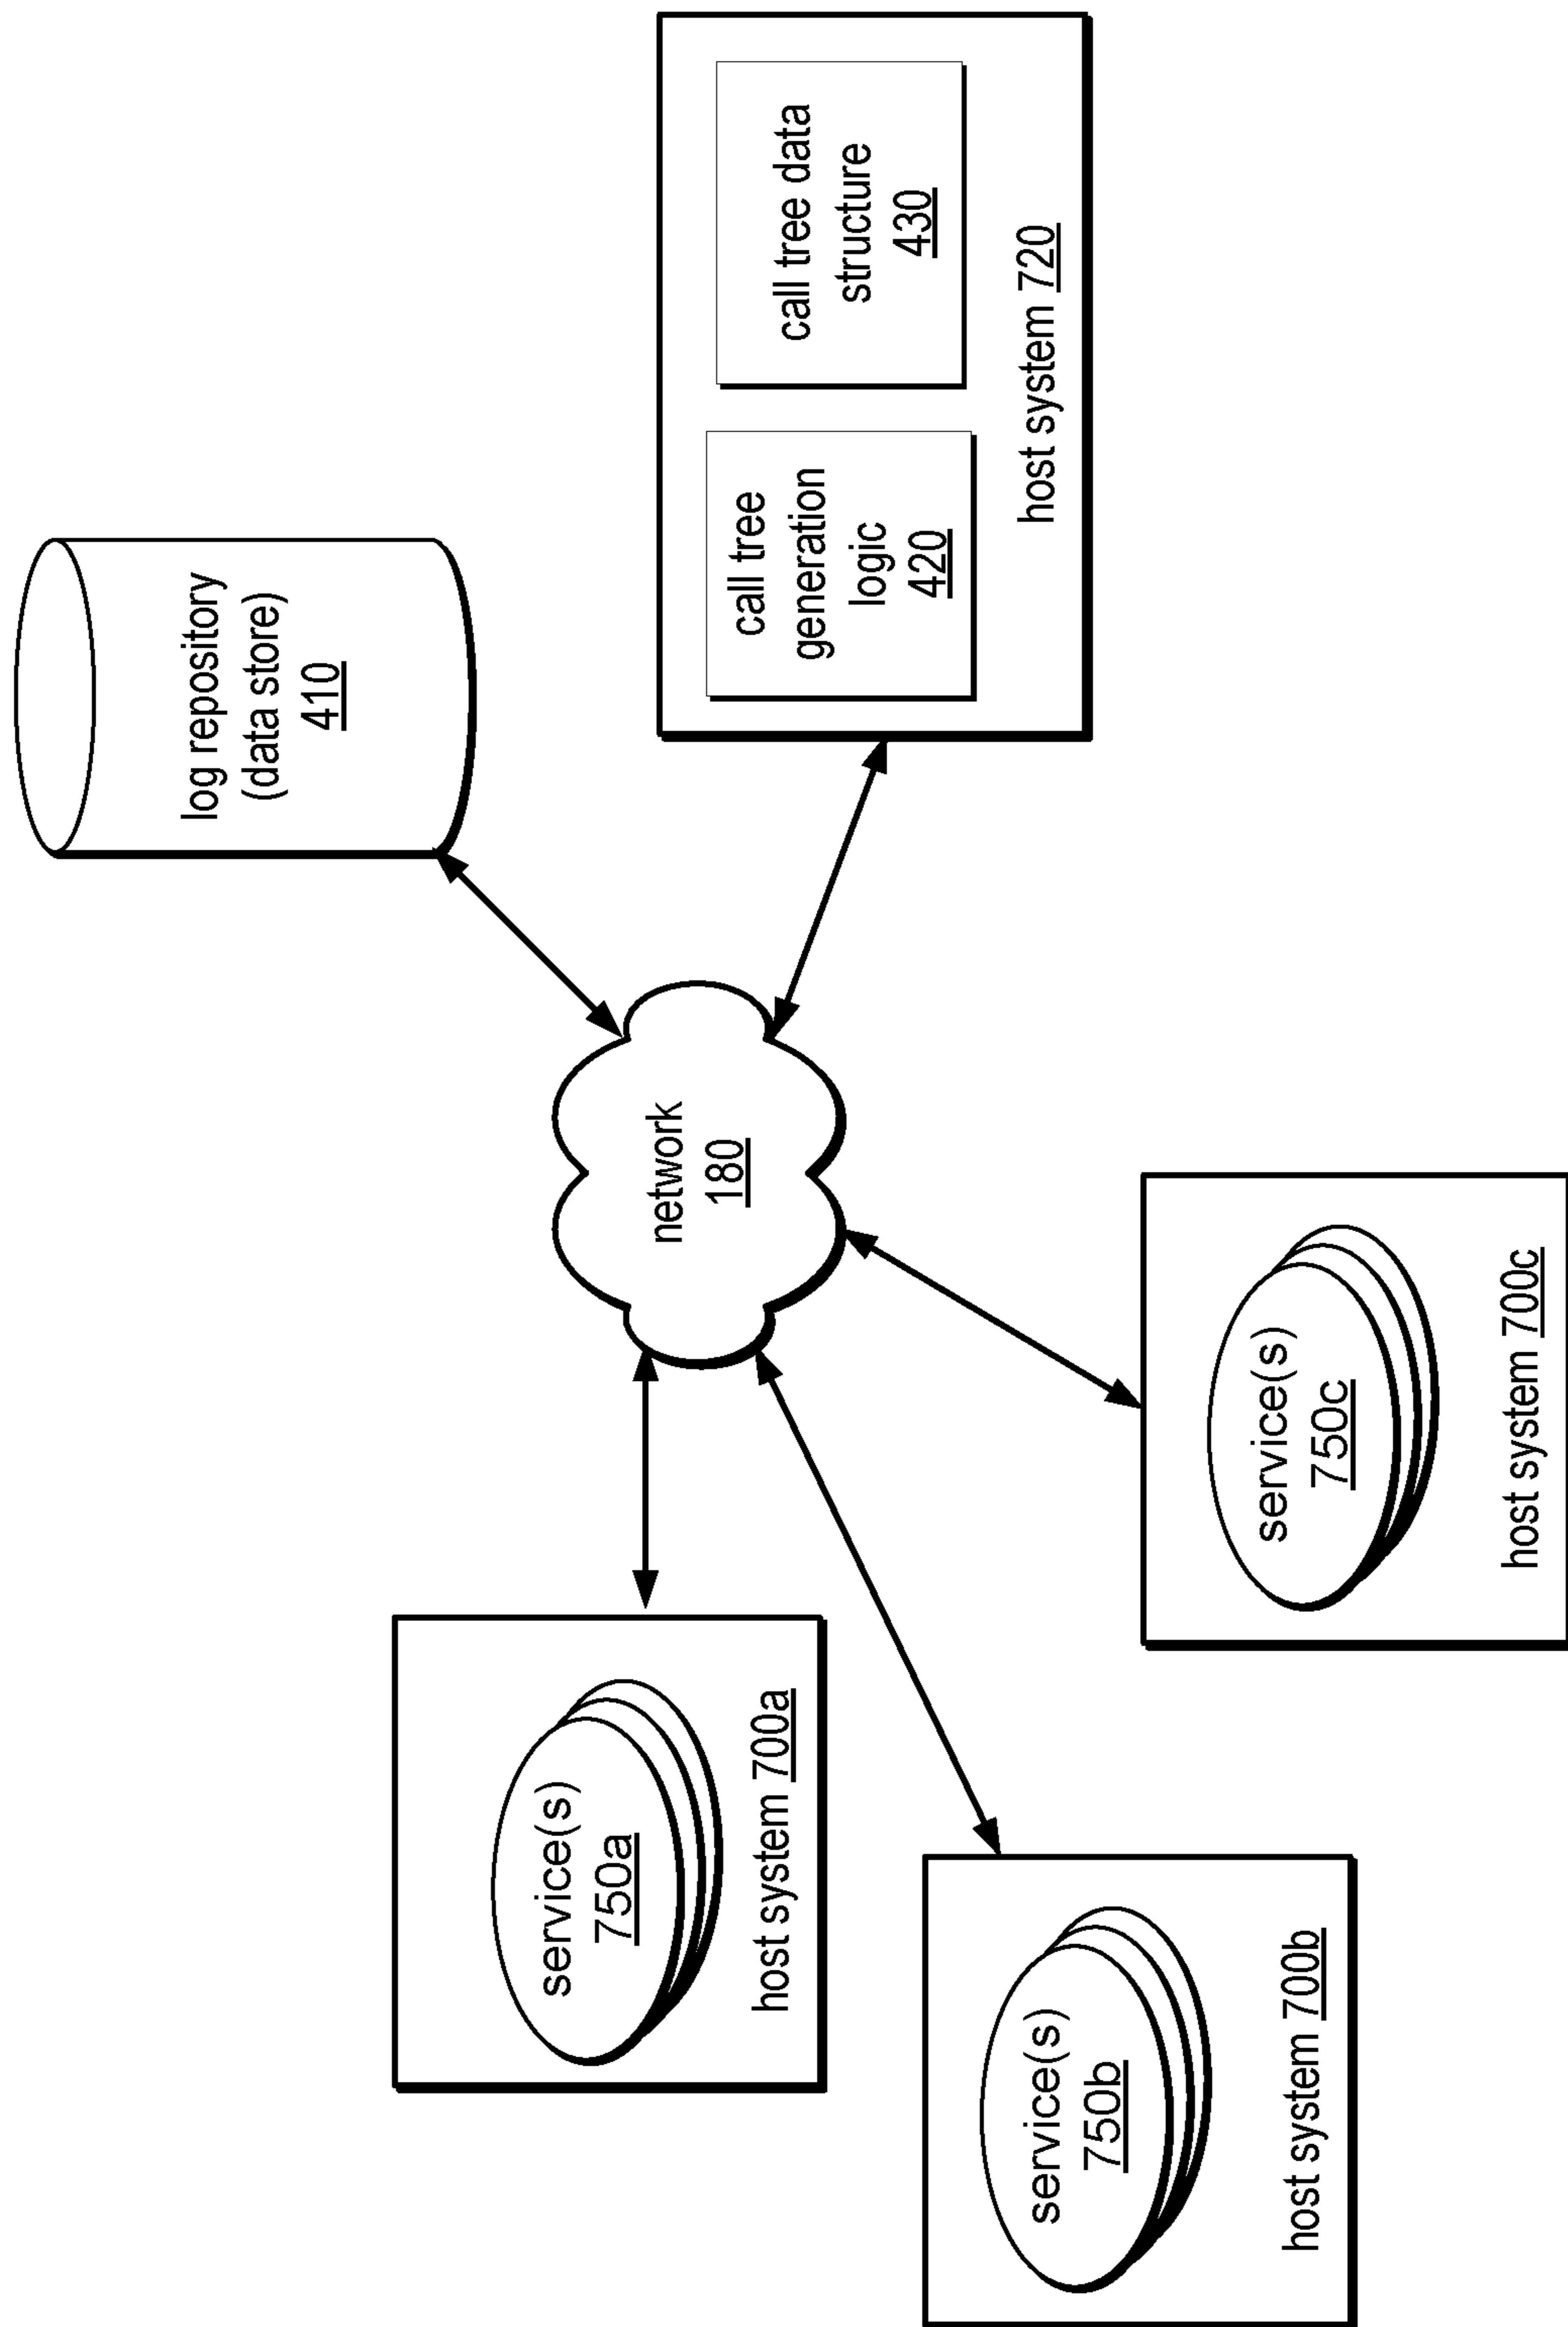 service(s)
750a
host system 700a
service(s)
750b
host system 700b
service(s)
750c
host system 700c
network
180
log repository
(data store)
410
call tree
generation
logic
420
call tree data
structure
430
host system 720